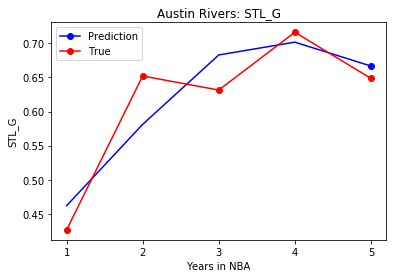 Austin Rivers: STL_G
Prediction
True
0.70
0.65
0.60
0.55
0.50
0.45
STL_G
1 2 3 4 5
Years in NBA